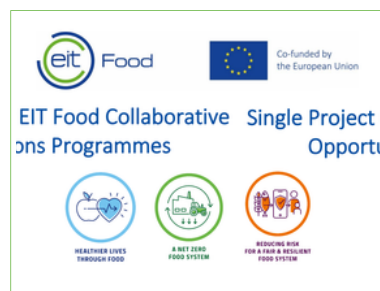 eit Food
Co-funded by
the European Union
EIT Food Collaborative
ons Programmes
Single Project
Opportu
HEALTHIER LIVES
THROUGH FOOD
A NET ZERO
FOOD SYSTEM
REDUCING RISK
FOR A FAIR & RESILIENT
FOOD SYSTEM